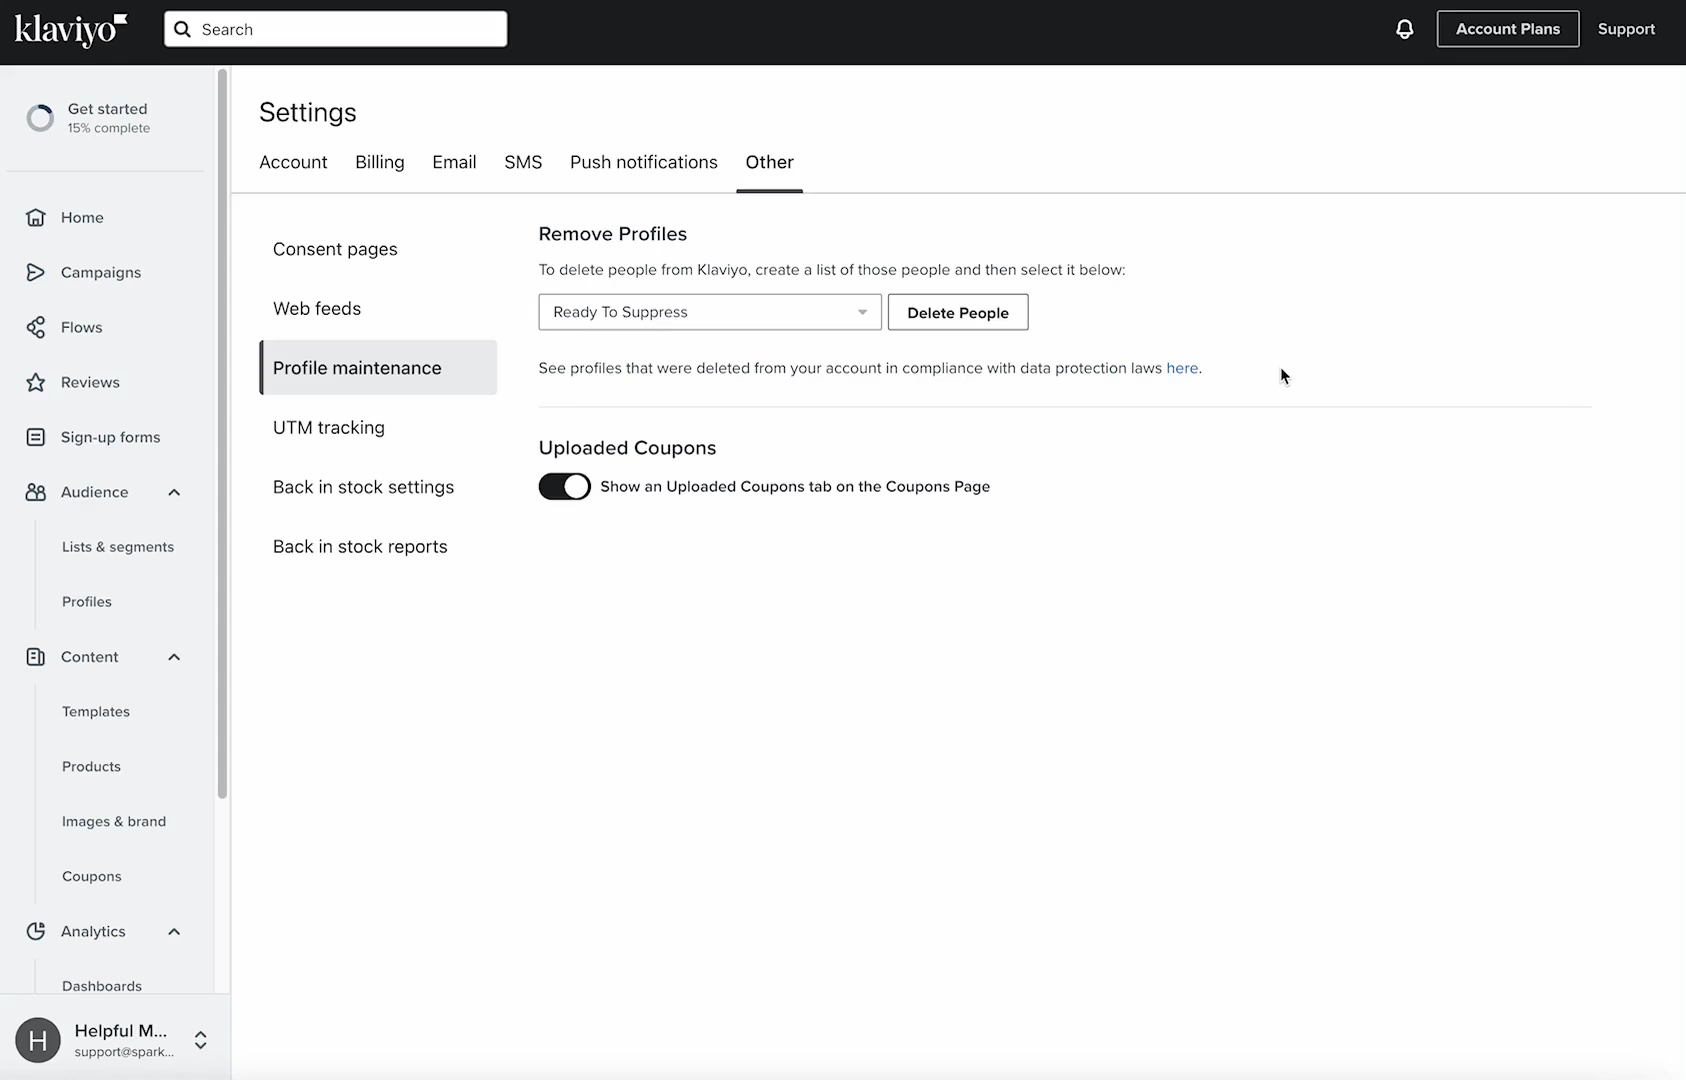 klaviyo
Search
Account Plans
Support
Get started
15% complete
Home
Campaigns
Flows
Reviews
Sign-up forms
Audience
Lists & segments
Profiles
Content
Templates
Products
Images & brand
Coupons
Analytics
Dashboards
H
Helpful M...
support@spark...
Settings
Account Billing Email SMS Push notifications Other
Consent pages
Web feeds
Profile maintenance
UTM tracking
Back in stock settings
Back in stock reports
Remove Profiles
To delete people from Klaviyo, create a list of those people and then select it below:
Ready To Suppress
Delete People
See profiles that were deleted from your account in compliance with data protection laws here.
Uploaded Coupons
Show an Uploaded Coupons tab on the Coupons Page